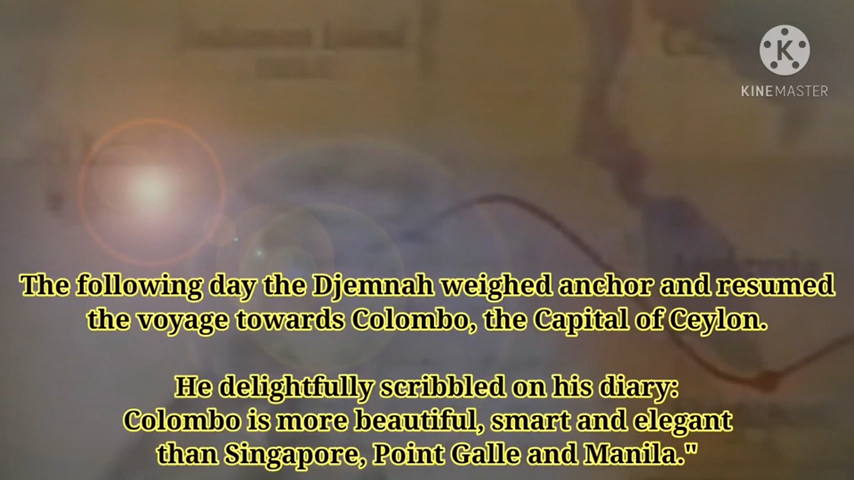 KINEMASTER
The following day the Djemnah weighed anchor and resumed
the voyage towards Colombo, the Capital of Ceylon.
He delightfully scribbled on his diary:
Colombo is more beautiful, smart and elegant
than Singapore, Point Galle and Manila."